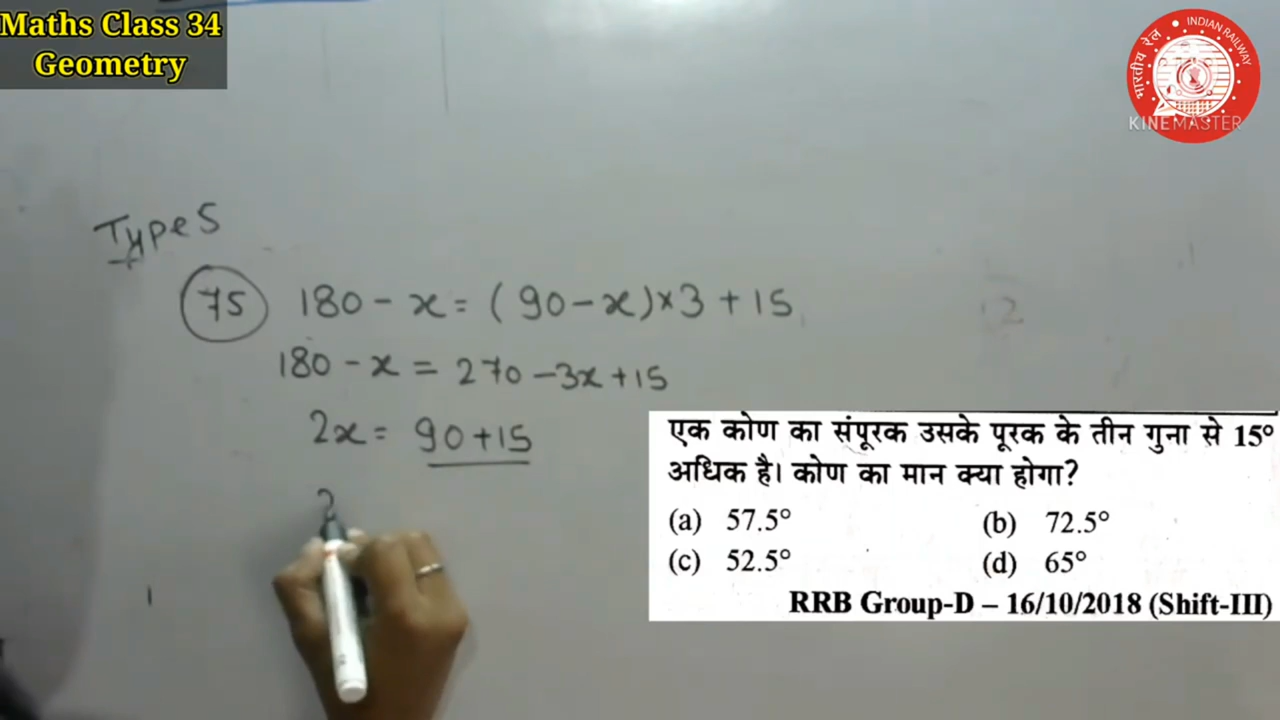 Maths Class 34
Geometry
भारतीय रेल
INDIAN RAILWAY
KINEMASTER
Type 5
75 180 - x = (90 - x) × 3 + 15
180 - x = 270 - 3x + 15
2x = 90 + 15
2
एक कोण का संपूरक उसके पूरक के तीन गुना से 15°
अधिक है। कोण का मान क्या होगा?
(a) 57.5° (b) 72.5°
(c) 52.5° (d) 65°
RRB Group-D – 16/10/2018 (Shift-III)